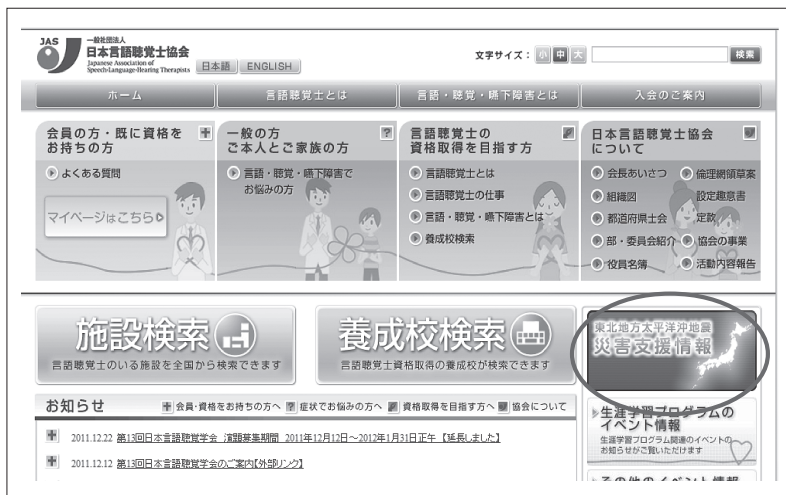 JAS
一般社団法人
日本言語聴覚士協会
Japanese Association of
Speech-Language-Hearing Therapists
日本語 ENGLISH
文字サイズ： 小 中 大 検索
ホーム 言語聴覚士とは 言語・聴覚・嚥下障害とは 入会のご案内
会員の方・既に資格を
お持ちの方
よくある質問
マイページはこちら
一般の方
ご本人とご家族の方
言語・聴覚・嚥下障害で
お悩みの方
言語聴覚士の
資格取得を目指す方
言語聴覚士とは
言語聴覚士の仕事
言語・聴覚・嚥下障害とは
養成校検索
日本言語聴覚士協会
について
会長あいさつ
組織図
都道府県士会
部・委員会紹介
役員名簿
倫理綱領草案
設定趣意書
定款
協会の事業
活動内容報告
施設検索
言語聴覚士のいる施設を全国から検索できます
養成校検索
言語聴覚士資格取得の養成校が検索できます
東北地方太平洋沖地震
災害支援情報
お知らせ 会員・資格をお持ちの方へ 症状でお悩みの方へ 資格取得を目指す方へ 協会について
2011.12.22 第13回日本言語聴覚学会 演題募集期間 2011年12月12日～2012年1月31日正午 【延長しました】
2011.12.12 第13回日本言語聴覚学会のご案内【外部リンク】
生涯学習プログラムの
イベント情報
生涯学習プログラム関連のイベントの
お知らせがご覧いただけます
その他のイベント情報